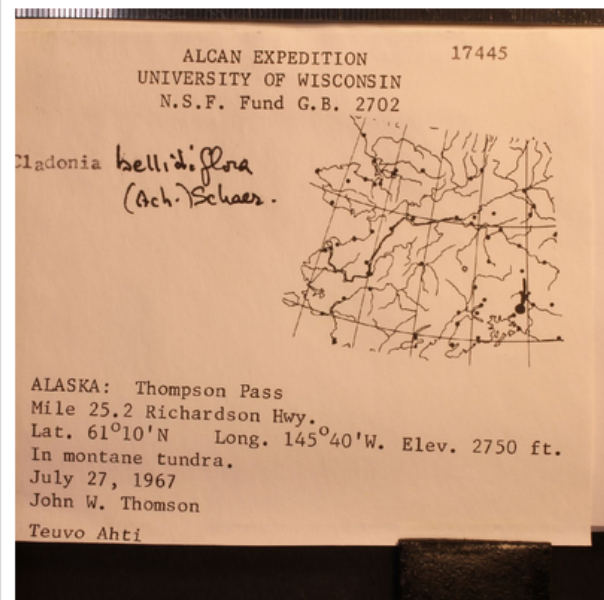 ALCAN EXPEDITION 17445
UNIVERSITY OF WISCONSIN
N.S.F. Fund G.B. 2702
Cladonia bellidiflora
(Ach.) Schaer.
ALASKA: Thompson Pass
Mile 25.2 Richardson Hwy.
Lat. 61°10'N Long. 145°40'W. Elev. 2750 ft.
In montane tundra.
July 27, 1967
John W. Thomson
Teuvo Ahti